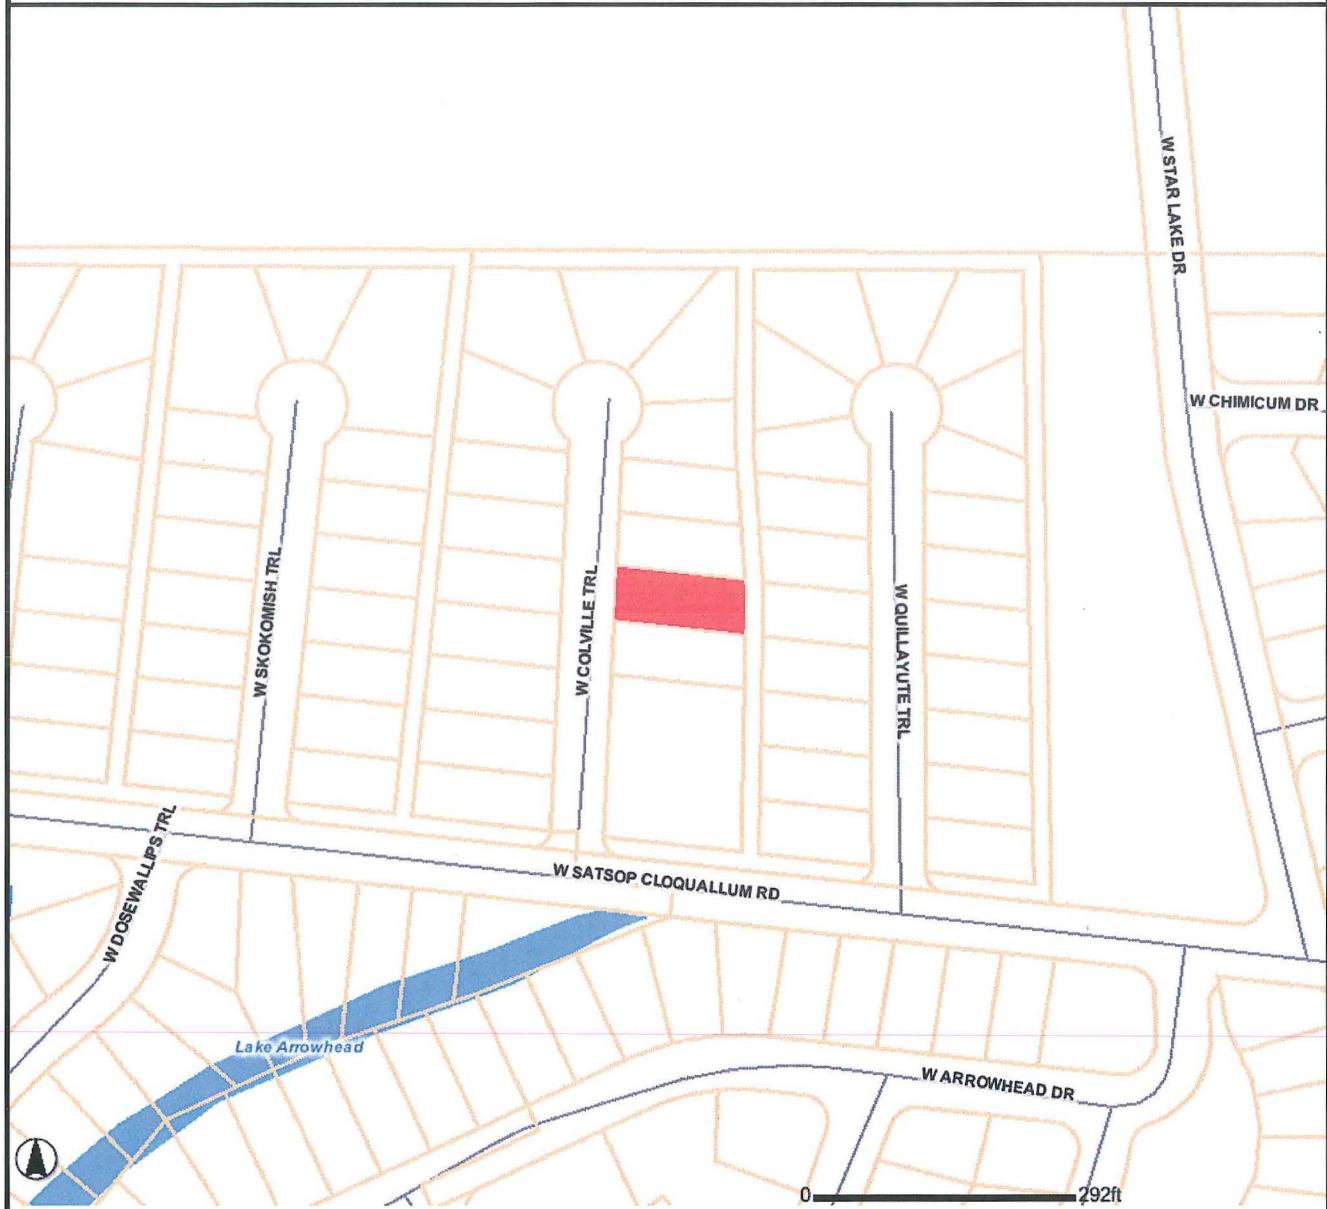 W STAR LAKE DR
W CHIMICUM DR
W SKOKOMISH TRL
W COLVILLE TRL
W QUILLAYUTE TRL
W DOSEWALLIPS TRL
W SATSOP CLOQUALLUM RD
Lake Arrowhead
W ARROWHEAD DR
0
292ft